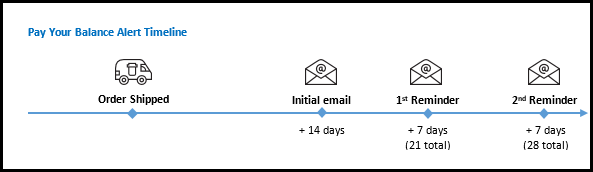 Pay Your Balance Alert Timeline
Order Shipped
Initial email
1st Reminder
2nd Reminder
+ 14 days
+ 7 days
(21 total)
+ 7 days
(28 total)